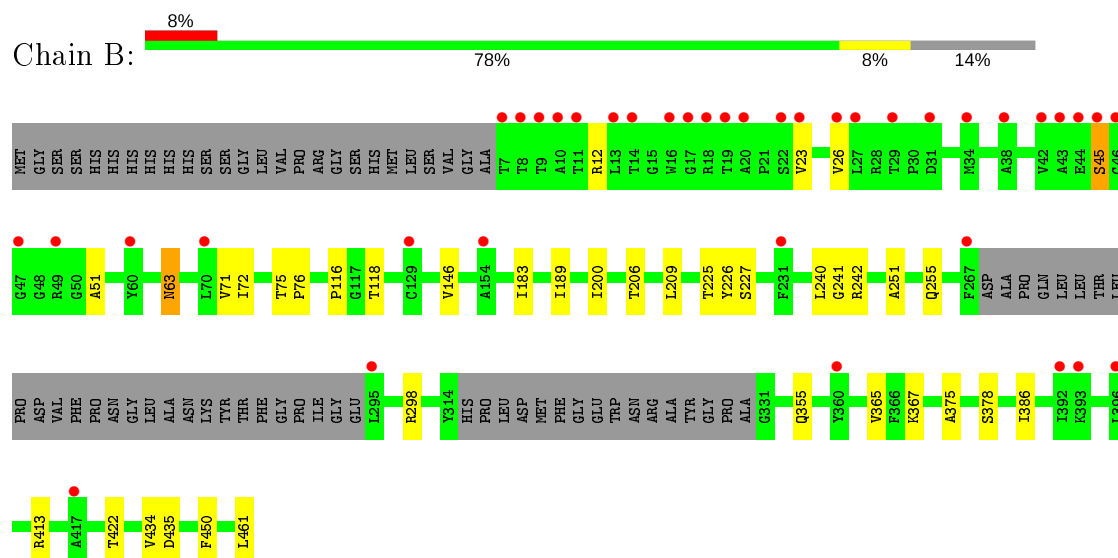 8%
Chain B:
78% 8% 14%
MET GLY SER SER HIS HIS HIS HIS HIS HIS SER SER GLY LEU VAL PRO ARG GLY SER HIS MET LEU SER VAL GLY ALA T7 T8 T9 A10 T11 R12 L13 T14 G15 W16 G17 R18 T19 A20 P21 S22 V23 V26 L27 R28 T29 P30 D31 M34 A38 V42 A43 E44 S45 G46
G47 G48 R49 G50 A51 Y60 N63 L70 V71 I72 T75 P76 P116 G117 T118 C129 V146 A154 I183 I189 I200 T206 L209 T225 Y226 S227 F231 L240 G241 R242 A251 Q255 F267 ASP ALA PRO GLN LEU LEU THR LEU
PRO ASP VAL PHE PRO ASN GLY LEU ALA ASN LYS TYR THR PHE GLY PRO ILE GLY GLU L295 R298 Y314 HIS PRO LEU ASP MET PHE GLY GLU TRP ASN ARG ALA TYR GLY PRO ALA G331 Q355 Y360 V365 F366 K367 A375 S378 I386 I392 K393 L396
R413 A417 T422 V434 D435 F450 L461